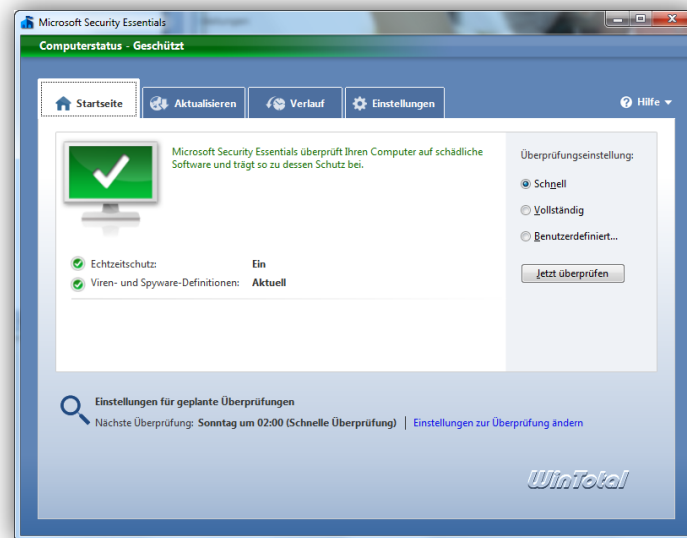 Microsoft Security Essentials
Computerstatus - Geschützt
Startseite
Aktualisieren
Verlauf
Einstellungen
Hilfe
Microsoft Security Essentials überprüft Ihren Computer auf schädliche
Software und trägt so zu dessen Schutz bei.
Echtzeitschutz: Ein
Viren- und Spyware-Definitionen: Aktuell
Überprüfungseinstellung:
Schnell
Vollständig
Benutzerdefiniert...
Jetzt überprüfen
Einstellungen für geplante Überprüfungen
Nächste Überprüfung: Sonntag um 02:00 (Schnelle Überprüfung) | Einstellungen zur Überprüfung ändern
WinTotal